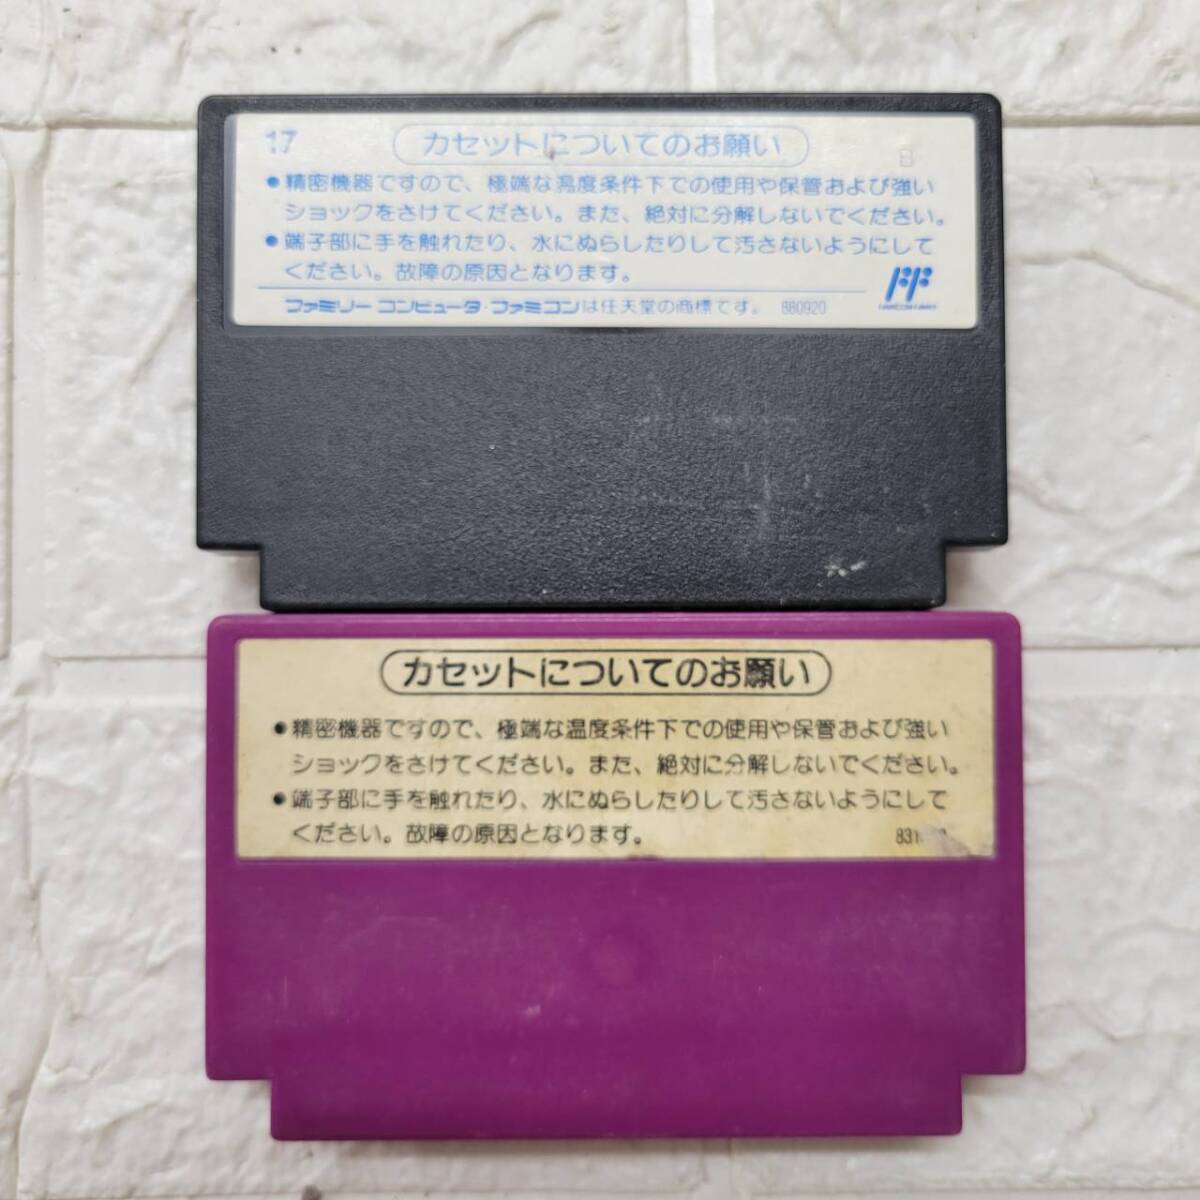 17
カセットについてのお願い
B
●精密機器ですので、極端な温度条件下での使用や保管および強い
ショックをさけてください。また、絶対に分解しないでください。
●端子部に手を触れたり、水にぬらしたりして汚さないようにして
ください。故障の原因となります。
ファミリー コンピュータ・ファミコンは任天堂の商標です。 880920
カセットについてのお願い
●精密機器ですので、極端な温度条件下での使用や保管および強い
ショックをさけてください。また、絶対に分解しないでください。
●端子部に手を触れたり、水にぬらしたりして汚さないようにして
ください。故障の原因となります。